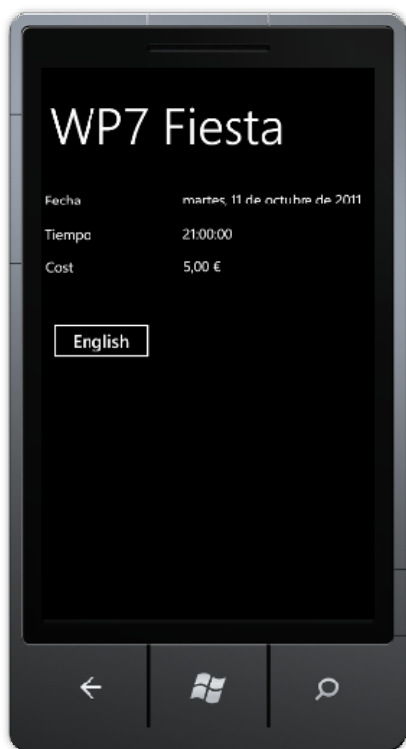 WP7 Fiesta
Fecha martes, 11 de octubre de 2011
Tiempo 21:00:00
Cost 5,00 €
English